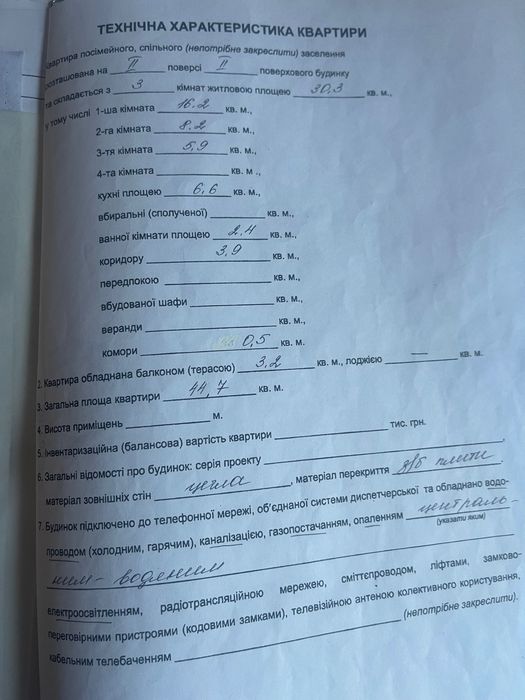 ТЕХНІЧНА ХАРАКТЕРИСТИКА КВАРТИРИ
квартира посімейного, спільного (непотрібне закреслити) заселення
розташована на II поверсі II поверхового будинку
та складається з 3 кімнат житловою площею 30,3 кв. м.,
у тому числі 1-ша кімната 16.2 кв. м.,
2-га кімната 8.2 кв. м.,
3-тя кімната 5,9 кв. м.,
4-та кімната кв. м .,
кухні площею 6,6 кв. м.,
вбиральні (сполученої) кв. м.,
ванної кімнати площею 2,4 кв. м.,
коридору 3,9 кв. м.,
передпокою кв. м.,
вбудованої шафи кв. м.,
веранди кв. м.,
комори 0,5 кв. м.
2. Квартира обладнана балконом (терасою) 3,2 кв. м., лоджією — кв. м.
3. Загальна площа квартири 44,7 кв. м.
4. Висота приміщень м.
5. Інвентаризаційна (балансова) вартість квартири тис. грн.
6. Загальні відомості про будинок: серія проекту ,
матеріал зовнішніх стін цегла , матеріал перекриття з/б плити .
7. Будинок підключено до телефонної мережі, об'єднаної системи диспетчерської та обладнано водо-
проводом (холодним, гарячим), каналізацією, газопостачанням, опаленням централь-
(указати яким)
ним - водяним
електроосвітленням, радіотрансляційною мережею, сміттєпроводом, ліфтами, замково-
переговорними пристроями (кодовими замками), телевізійною антеною колективного користування,
кабельним телебаченням (непотрібне закреслити).